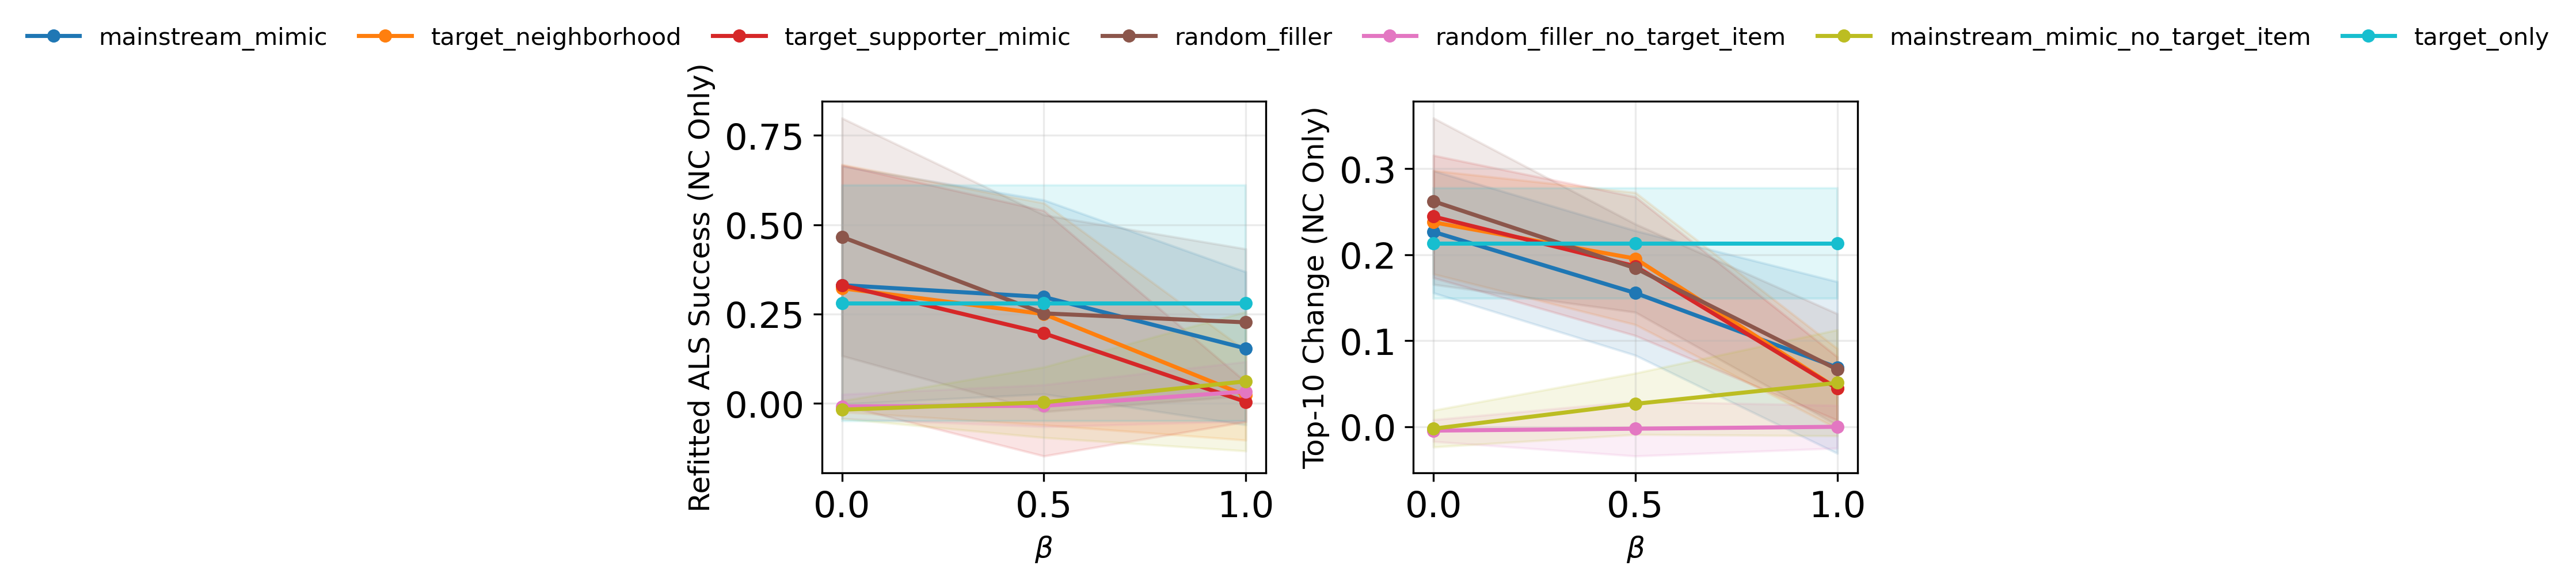 mainstream_mimic target_neighborhood target_supporter_mimic random_filler random_filler_no_target_item mainstream_mimic_no_target_item target_only
Refitted ALS Success (NC Only)
0.75
0.50
0.25
0.00
0.0 0.5 1.0
β
Top-10 Change (NC Only)
0.3
0.2
0.1
0.0
0.0 0.5 1.0
β